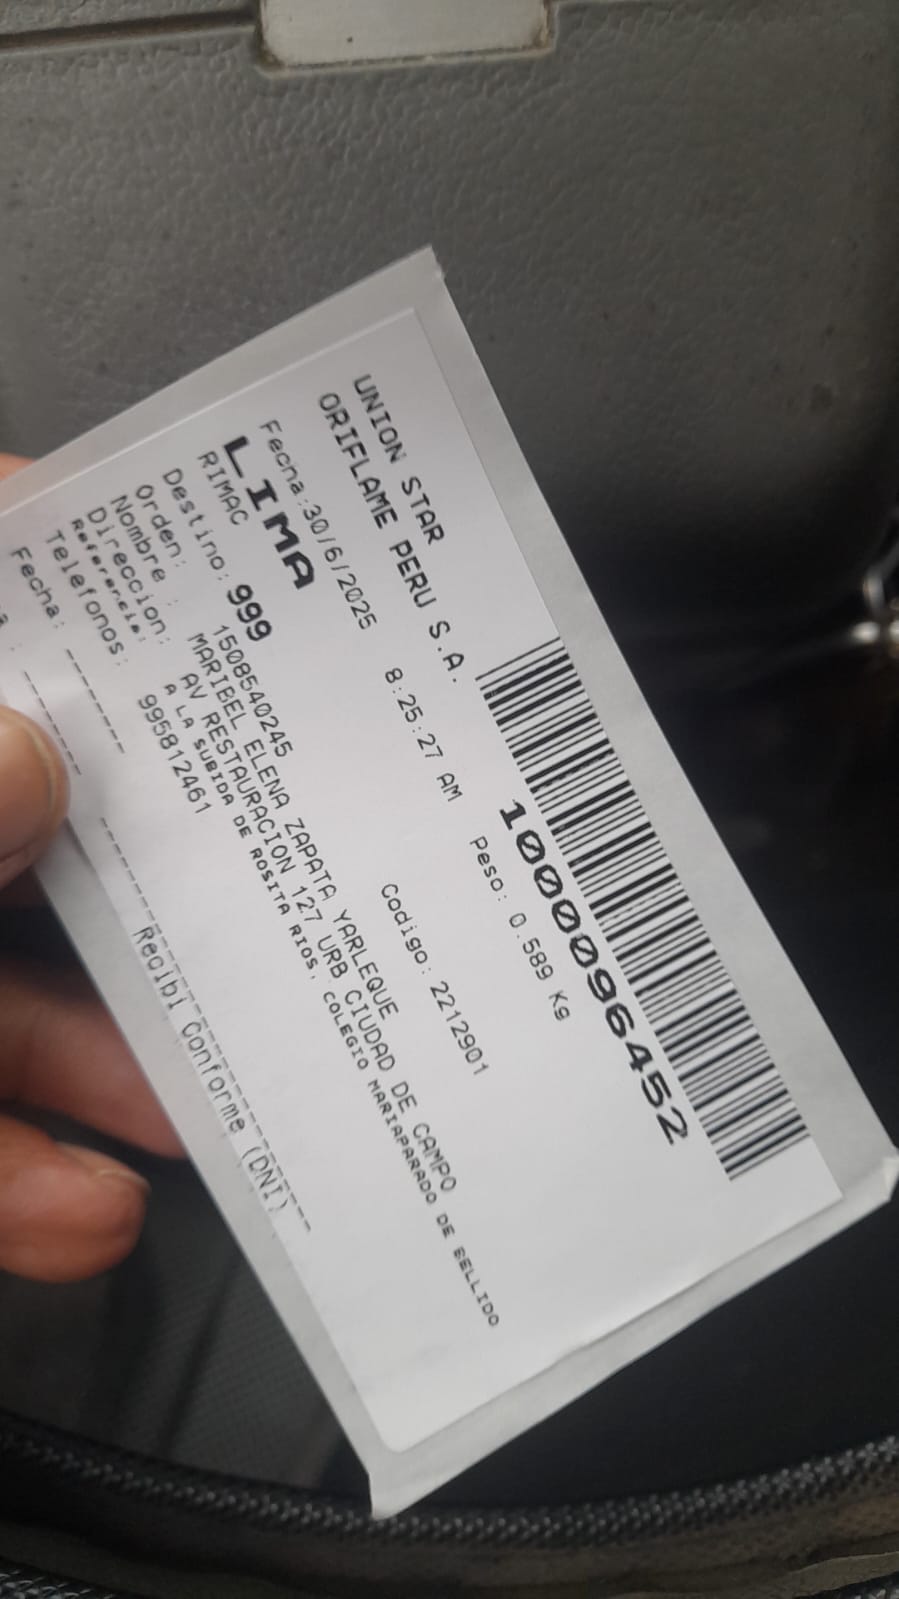 UNION STAR
ORIFLAME PERU S.A.
1000096452
Fecha:30/6/2025 8:25:27 AM Peso: 0.589 Kg
LIMA
RIMAC Codigo: 2212901
Destino: 999
Orden: 1508540245
Nombre : MARIBEL ELENA ZAPATA YARLEQUE
Direccion: AV RESTAURACION 127 URB CIUDAD DE CAMPO
Referencia: A LA SUBIDA DE ROSITA RIOS, COLEGIO MARIAPARADO DE BELLIDO
Telefonos: 995812461
Fecha: --------
Recibi Conforme (DNI)